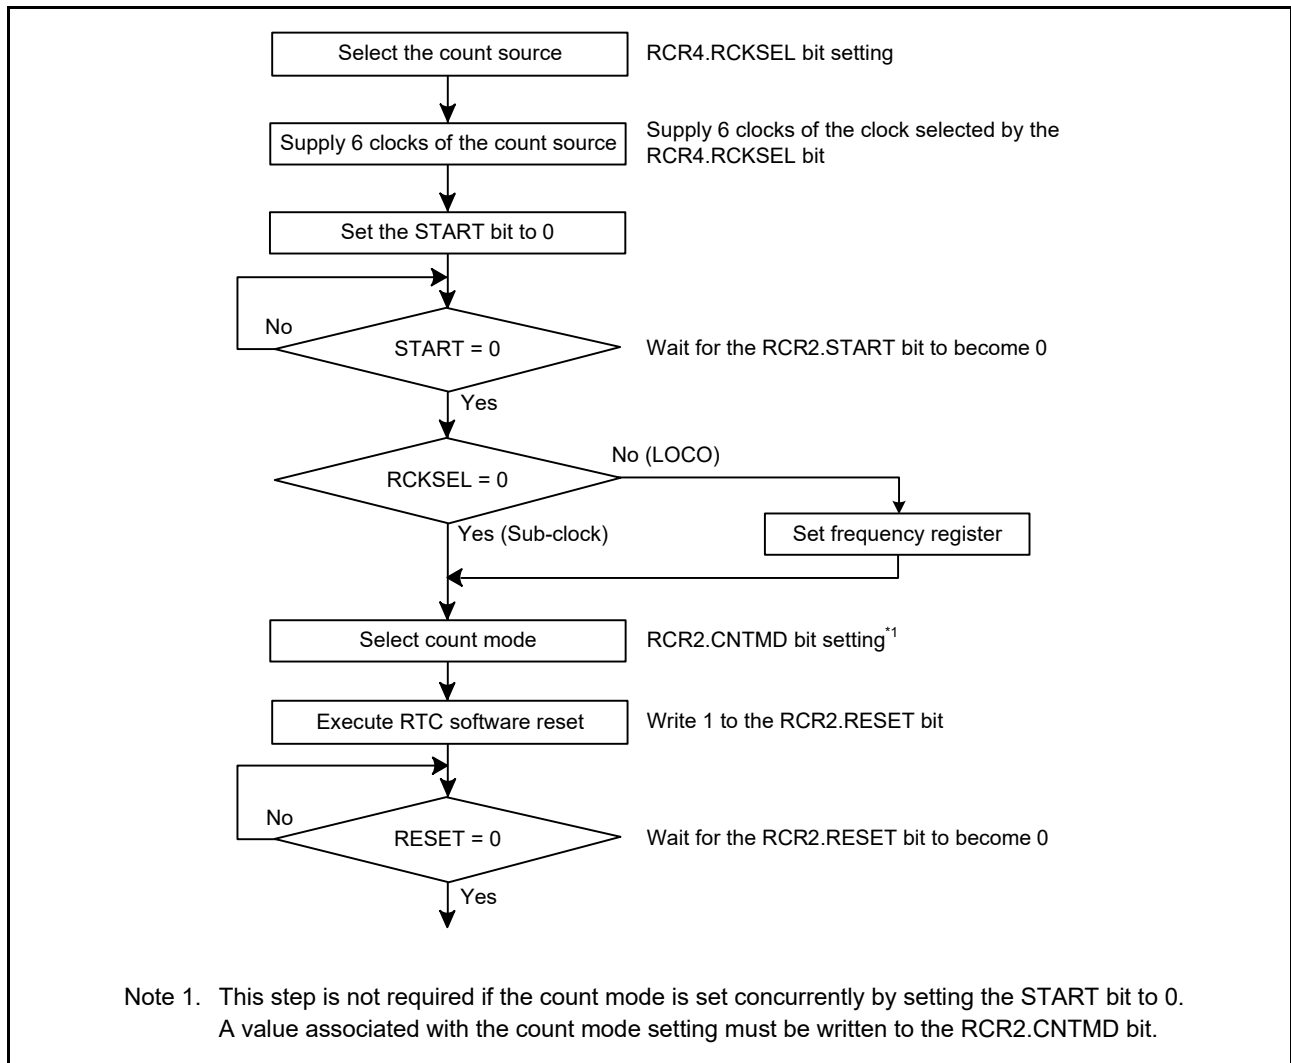 Select the count source
RCR4.RCKSEL bit setting
Supply 6 clocks of the count source
Supply 6 clocks of the clock selected by the
RCR4.RCKSEL bit
Set the START bit to 0
No
START = 0
Wait for the RCR2.START bit to become 0
Yes
No (LOCO)
RCKSEL = 0
Yes (Sub-clock)
Set frequency register
Select count mode
RCR2.CNTMD bit setting*1
Execute RTC software reset
Write 1 to the RCR2.RESET bit
No
RESET = 0
Wait for the RCR2.RESET bit to become 0
Yes
Note 1. This step is not required if the count mode is set concurrently by setting the START bit to 0.
A value associated with the count mode setting must be written to the RCR2.CNTMD bit.